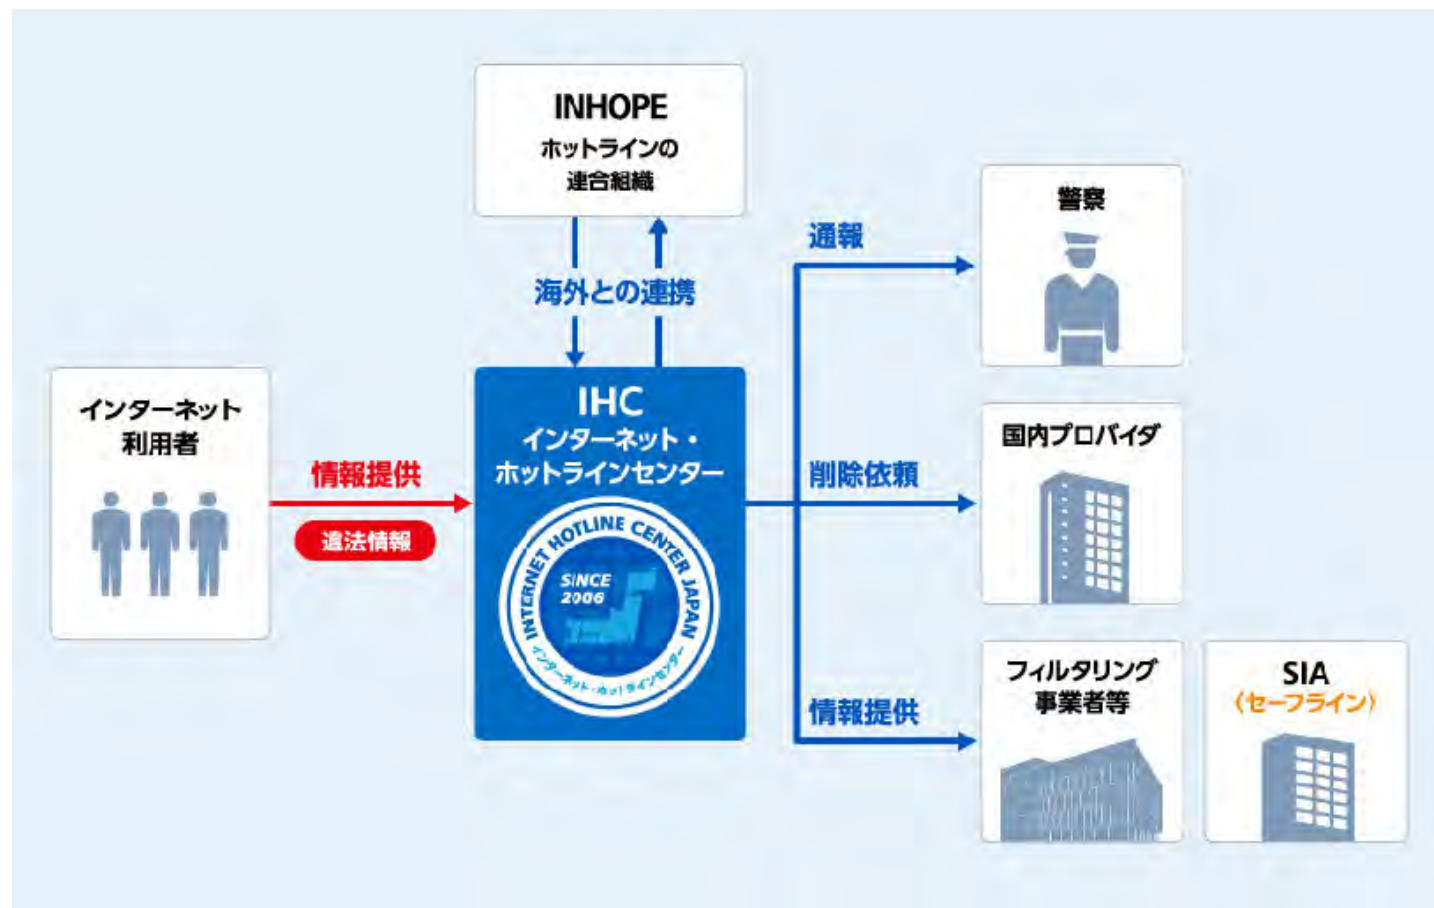 INHOPE
ホットラインの
連合組織
海外との連携
インターネット
利用者
情報提供
違法情報
IHC
インターネット・
ホットラインセンター
INTERNET HOTLINE CENTER JAPAN
SINCE
2006
インターネット・ホットラインセンター
通報
警察
削除依頼
国内プロバイダ
情報提供
フィルタリング
事業者等
SIA
(セーフライン)